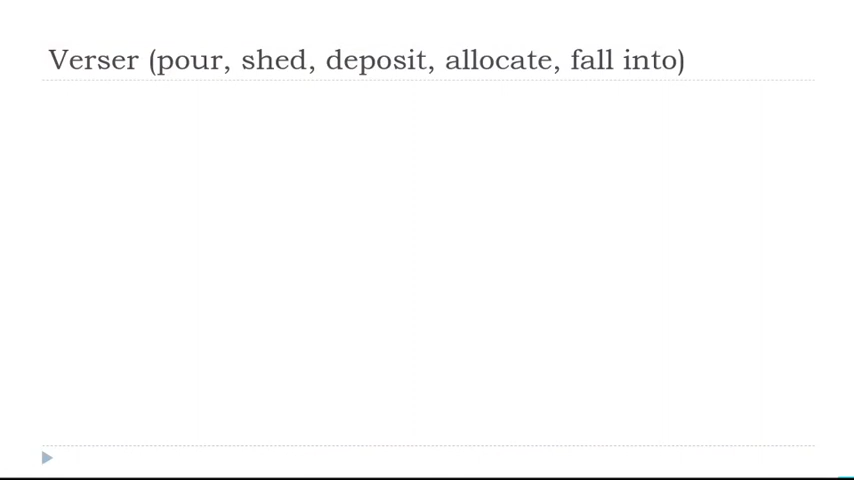 Verser (pour, shed, deposit, allocate, fall into)